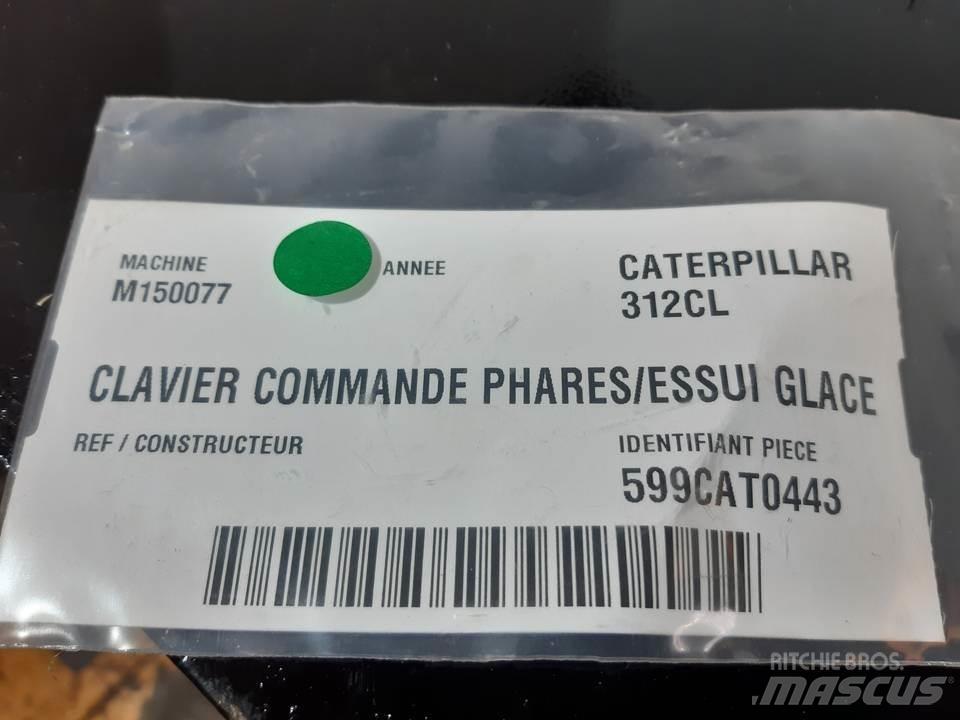 MACHINE
M150077
ANNEE
CATERPILLAR
312CL
CLAVIER COMMANDE PHARES/ESSUI GLACE
REF / CONSTRUCTEUR
IDENTIFIANT PIECE
599CAT0443
RITCHIE BROS.
MASCUS